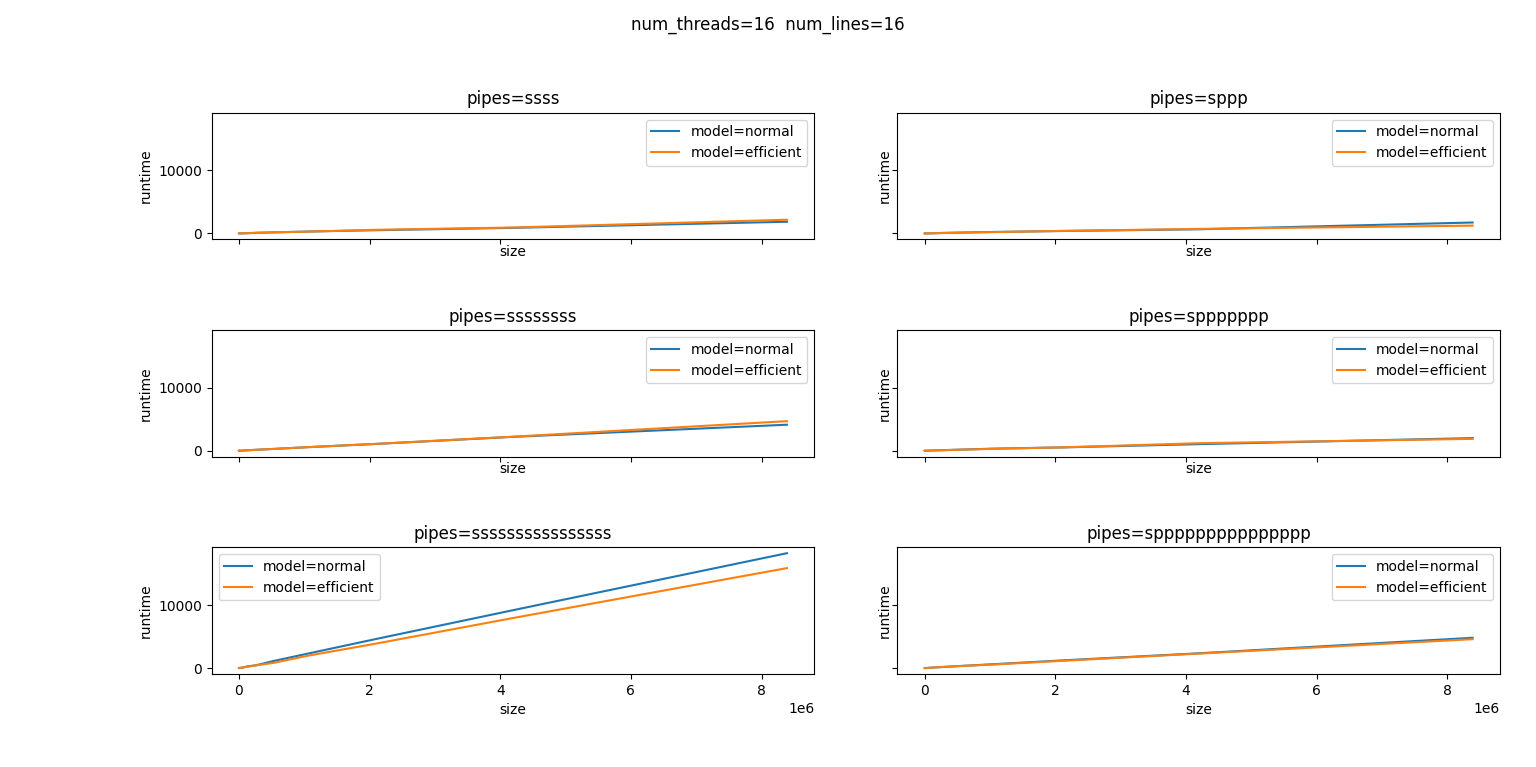 num_threads=16 num_lines=16
pipes=ssss
model=normal
model=efficient
runtime
10000
0
size
pipes=sppp
model=normal
model=efficient
runtime
size
pipes=ssssssss
model=normal
model=efficient
runtime
10000
0
size
pipes=sppppppp
model=normal
model=efficient
runtime
size
pipes=ssssssssssssssss
model=normal
model=efficient
runtime
10000
0
0 2 4 6 8
1e6
size
pipes=sppppppppppppppp
model=normal
model=efficient
runtime
0 2 4 6 8
1e6
size